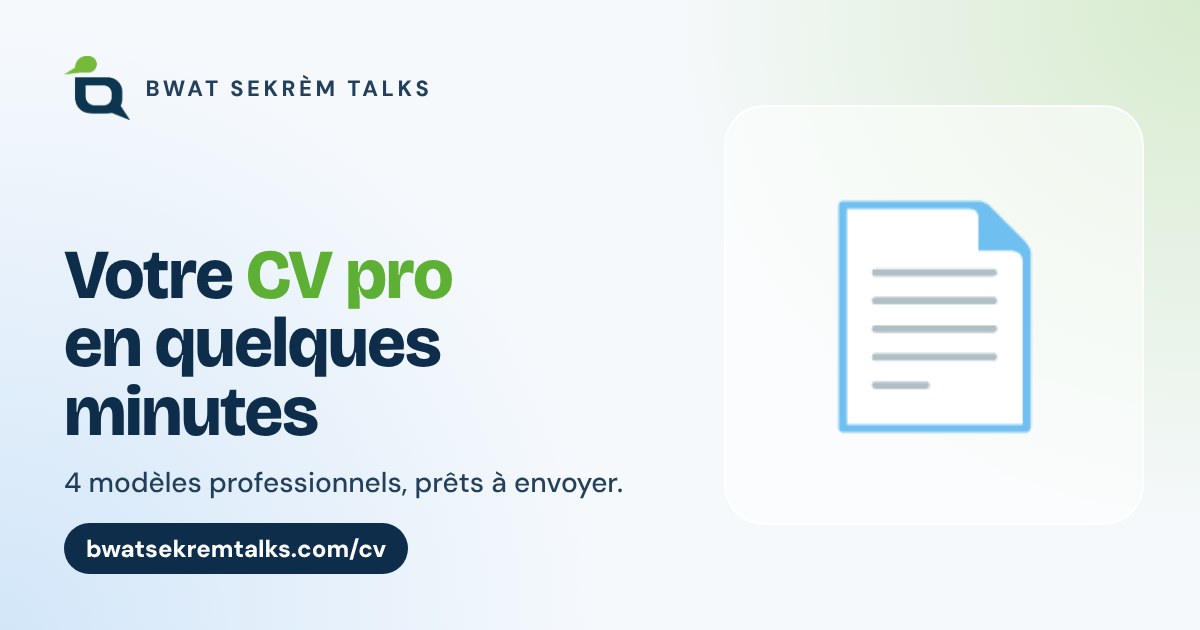 BWAT SEKRÈM TALKS
Votre CV pro
en quelques
minutes
4 modèles professionnels, prêts à envoyer.
bwatsekremtalks.com/cv